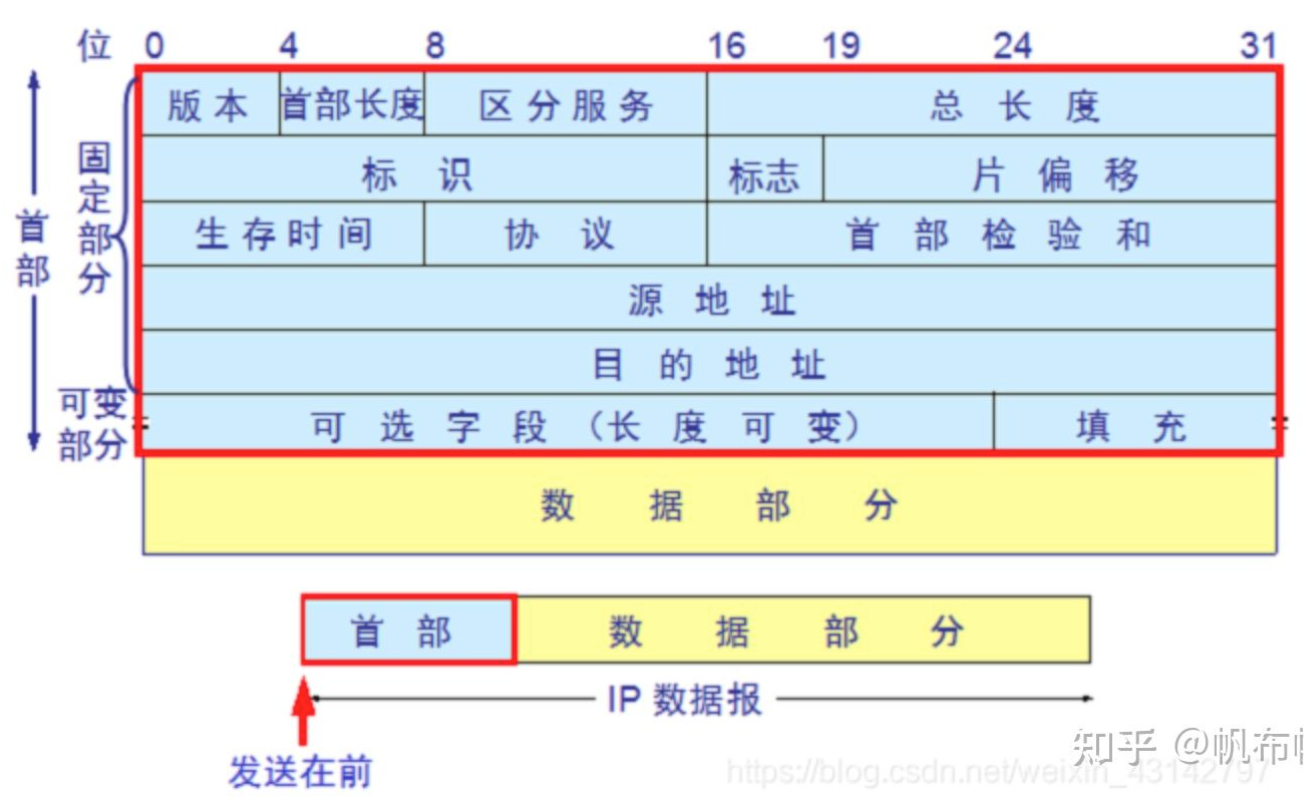 位 0 4 8 16 19 24 31
版本 首部长度 区分服务 总长度
标识 标志 片偏移
生存时间 协议 首部检验和
源地址
目的地址
可选字段（长度可变） 填充
数据部分
首部
固定部分
可变
部分
首部 数据部分
IP 数据报
发送在前
知乎 @帆布帆
https://blog.csdn.net/weixin_43142797